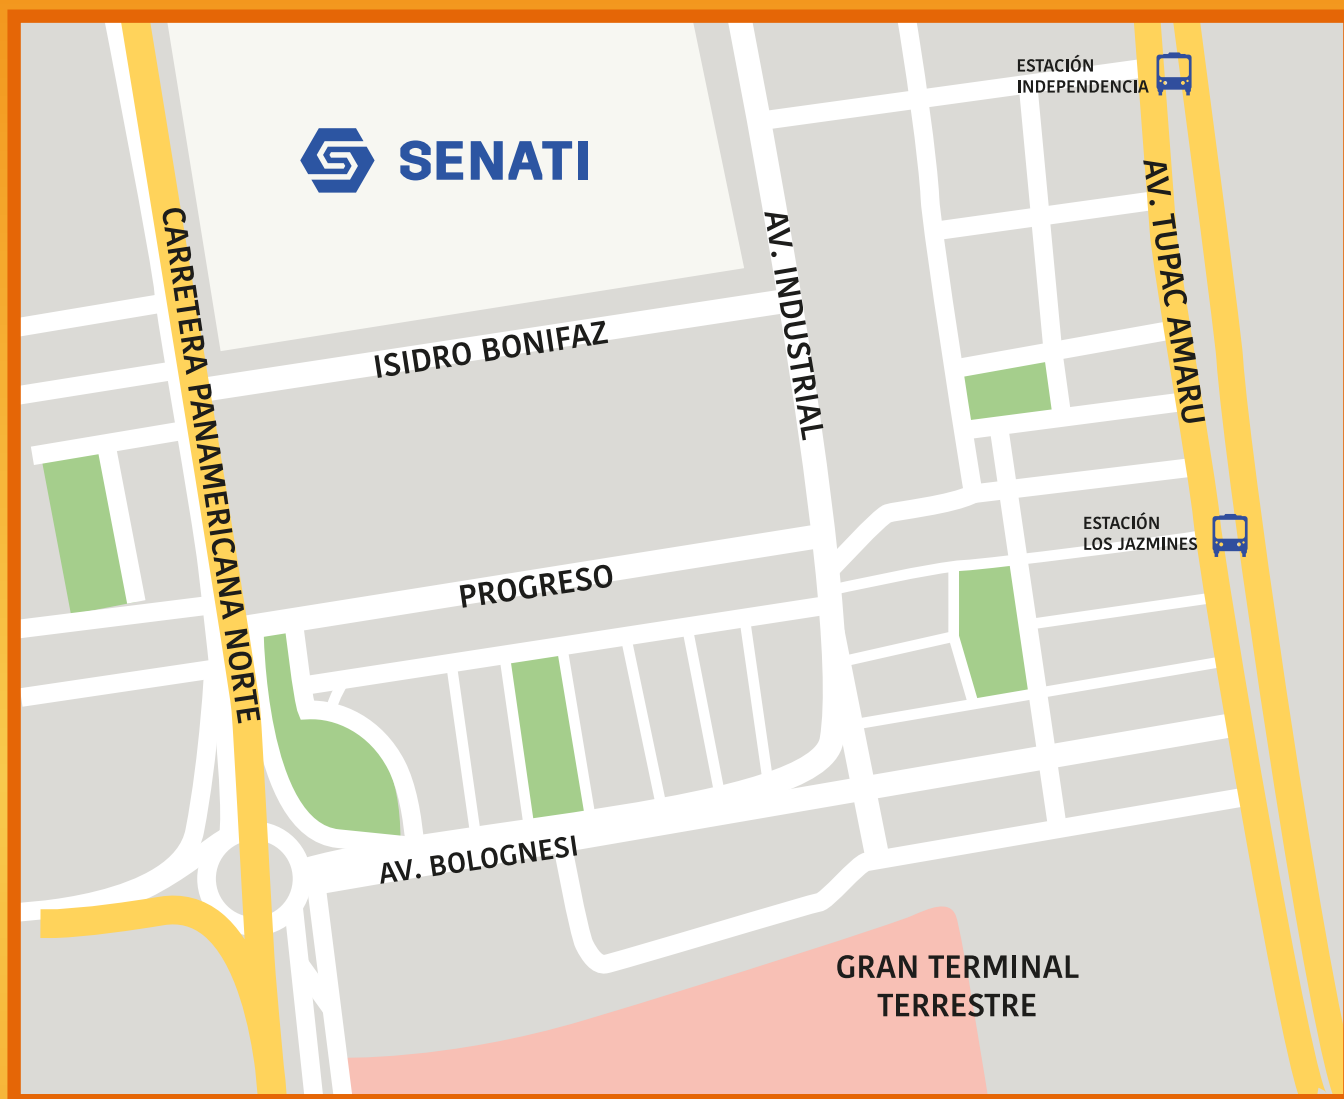 ESTACIÓN
INDEPENDENCIA
SENATI
AV. TUPAC AMARU
CARRETERA PANAMERICANA NORTE
AV. INDUSTRIAL
ISIDRO BONIFAZ
ESTACIÓN
LOS JAZMINES
PROGRESO
AV. BOLOGNESI
GRAN TERMINAL
TERRESTRE